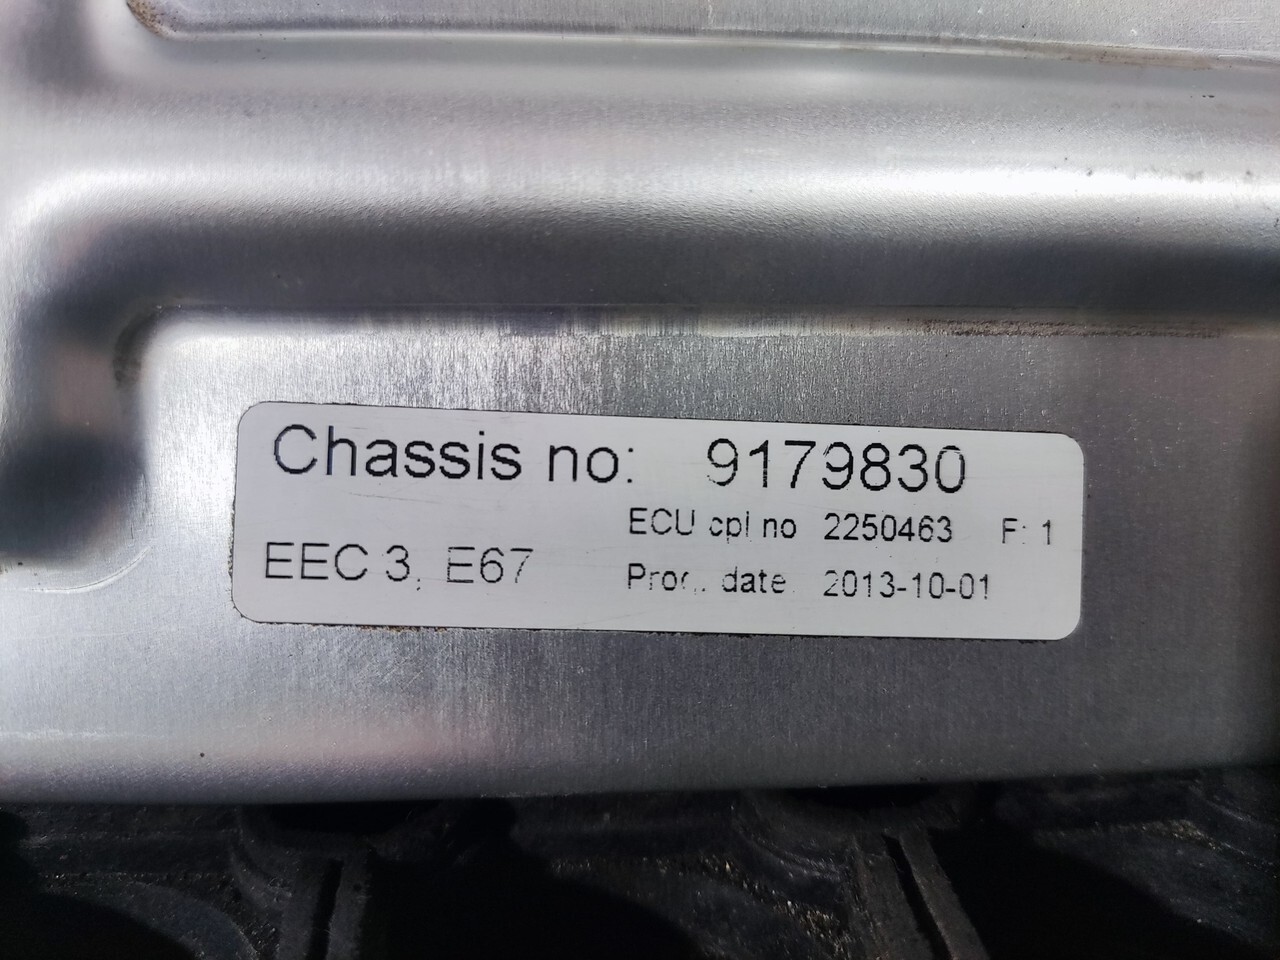 Chassis no: 9179830
ECU cpl no 2250463 F: 1
EEC 3, E67
date 2013-10-01